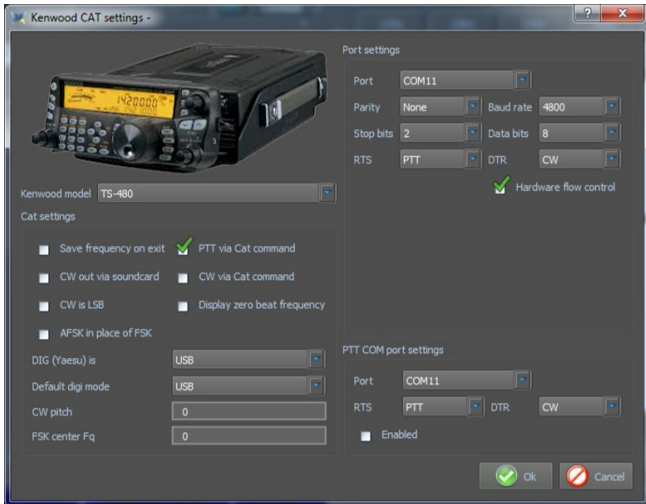 Kenwood CAT settings -
1420000
Kenwood model TS-480
Cat settings
Save frequency on exit PTT via Cat command
CW out via soundcard CW via Cat command
CW is LSB Display zero beat frequency
AFSK in place of FSK
DIG (Yaesu) is USB
Default digi mode USB
CW pitch 0
FSK center Fq 0
Port settings
Port COM11
Parity None Baud rate 4800
Stop bits 2 Data bits 8
RTS PTT DTR CW
Hardware flow control
PTT COM port settings
Port COM11
RTS PTT DTR CW
Enabled
Ok Cancel